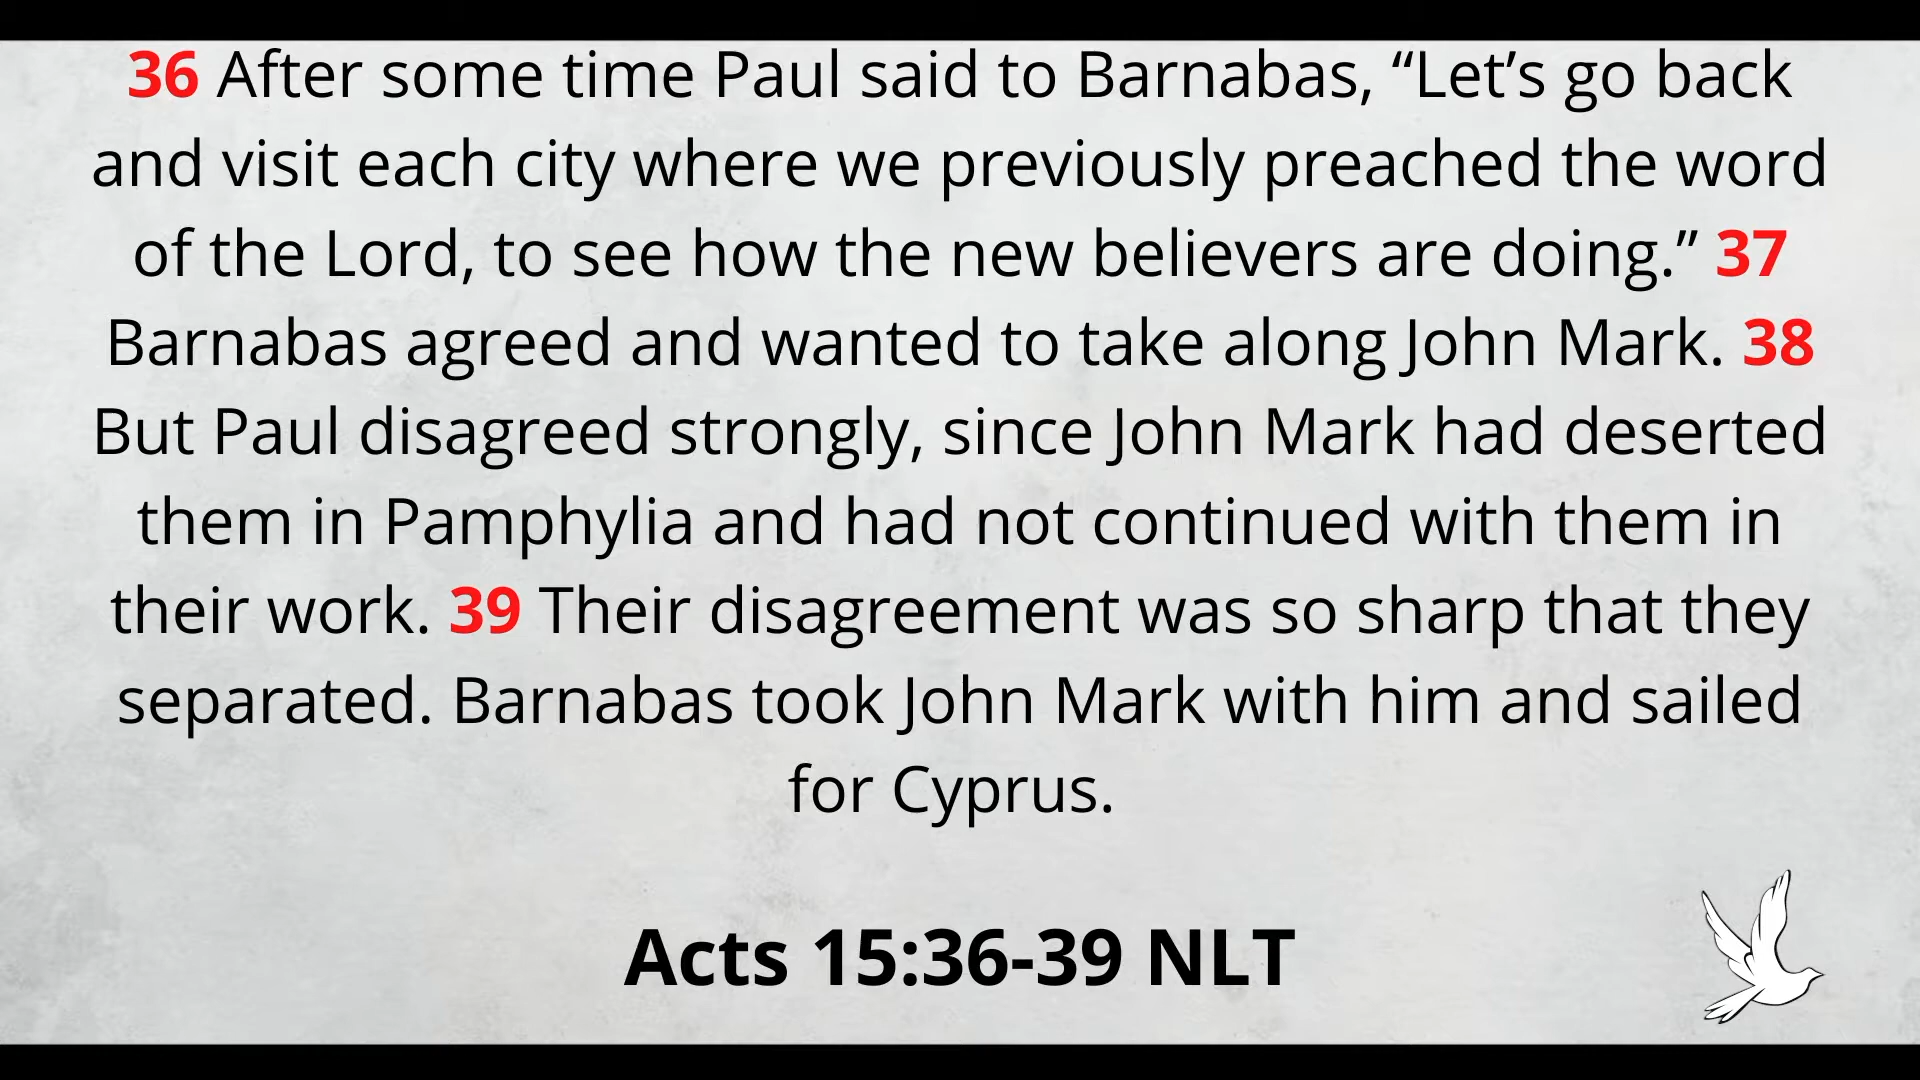 36 After some time Paul said to Barnabas, “Let’s go back
and visit each city where we previously preached the word
of the Lord, to see how the new believers are doing.” 37
Barnabas agreed and wanted to take along John Mark. 38
But Paul disagreed strongly, since John Mark had deserted
them in Pamphylia and had not continued with them in
their work. 39 Their disagreement was so sharp that they
separated. Barnabas took John Mark with him and sailed
for Cyprus.
Acts 15:36-39 NLT